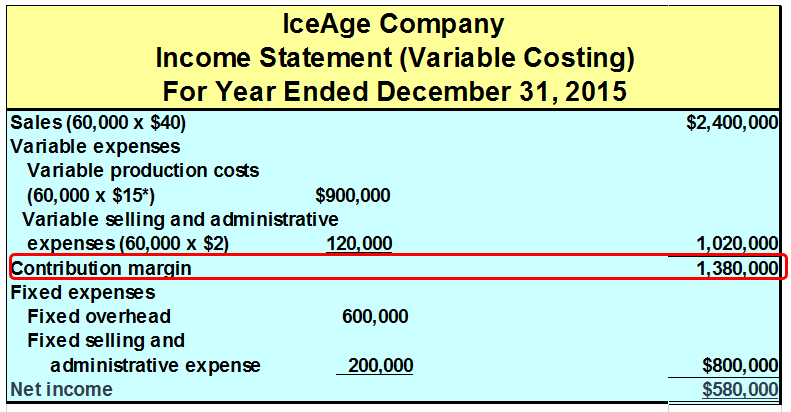 IceAge Company
Income Statement (Variable Costing)
For Year Ended December 31, 2015
Sales (60,000 x $40) $2,400,000
Variable expenses
Variable production costs
(60,000 x $15*) $900,000
Variable selling and administrative
expenses (60,000 x $2) 120,000 1,020,000
Contribution margin 1,380,000
Fixed expenses
Fixed overhead 600,000
Fixed selling and
administrative expense 200,000 $800,000
Net income $580,000